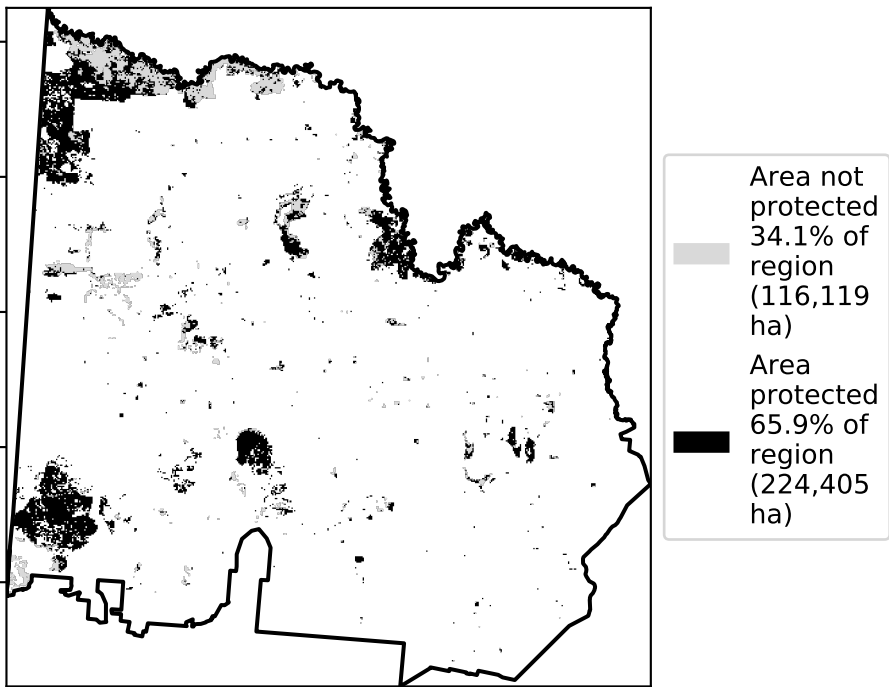 Area not
protected
34.1% of
region
(116,119
ha)
Area
protected
65.9% of
region
(224,405
ha)